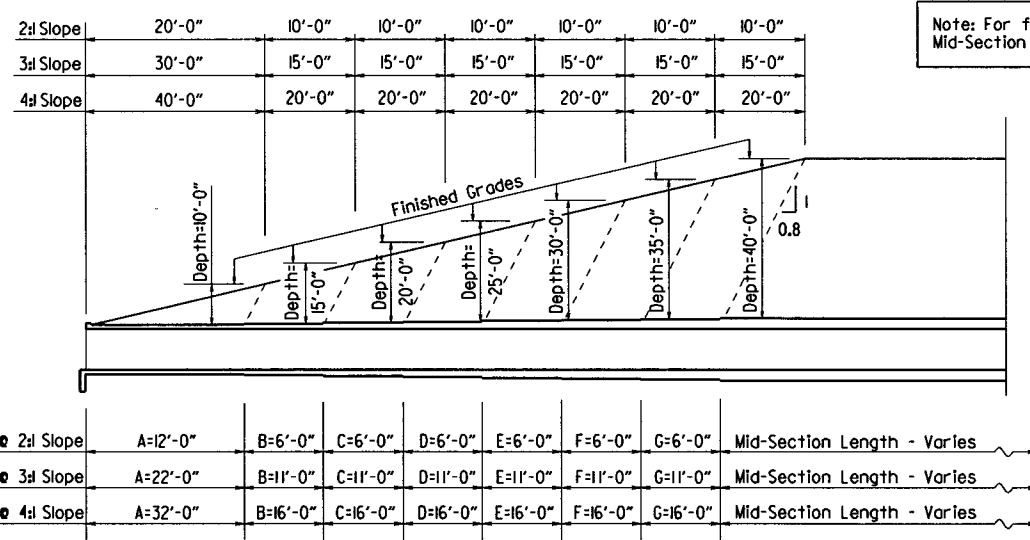 2:1 Slope 20'-0" 10'-0" 10'-0" 10'-0" 10'-0" 10'-0" 10'-0"
3:1 Slope 30'-0" 15'-0" 15'-0" 15'-0" 15'-0" 15'-0" 15'-0"
4:1 Slope 40'-0" 20'-0" 20'-0" 20'-0" 20'-0" 20'-0" 20'-0"
Note: For f
Mid-Section
Finished Grades
Depth=10'-0"
Depth=
15'-0"
Depth=
20'-0"
Depth=
25'-0"
Depth=30'-0"
Depth=35'-0"
Depth=40'-0"
1
0.8
2:1 Slope A=12'-0" B=6'-0" C=6'-0" D=6'-0" E=6'-0" F=6'-0" G=6'-0" Mid-Section Length - Varies
3:1 Slope A=22'-0" B=11'-0" C=11'-0" D=11'-0" E=11'-0" F=11'-0" G=11'-0" Mid-Section Length - Varies
4:1 Slope A=32'-0" B=16'-0" C=16'-0" D=16'-0" E=16'-0" F=16'-0" G=16'-0" Mid-Section Length - Varies